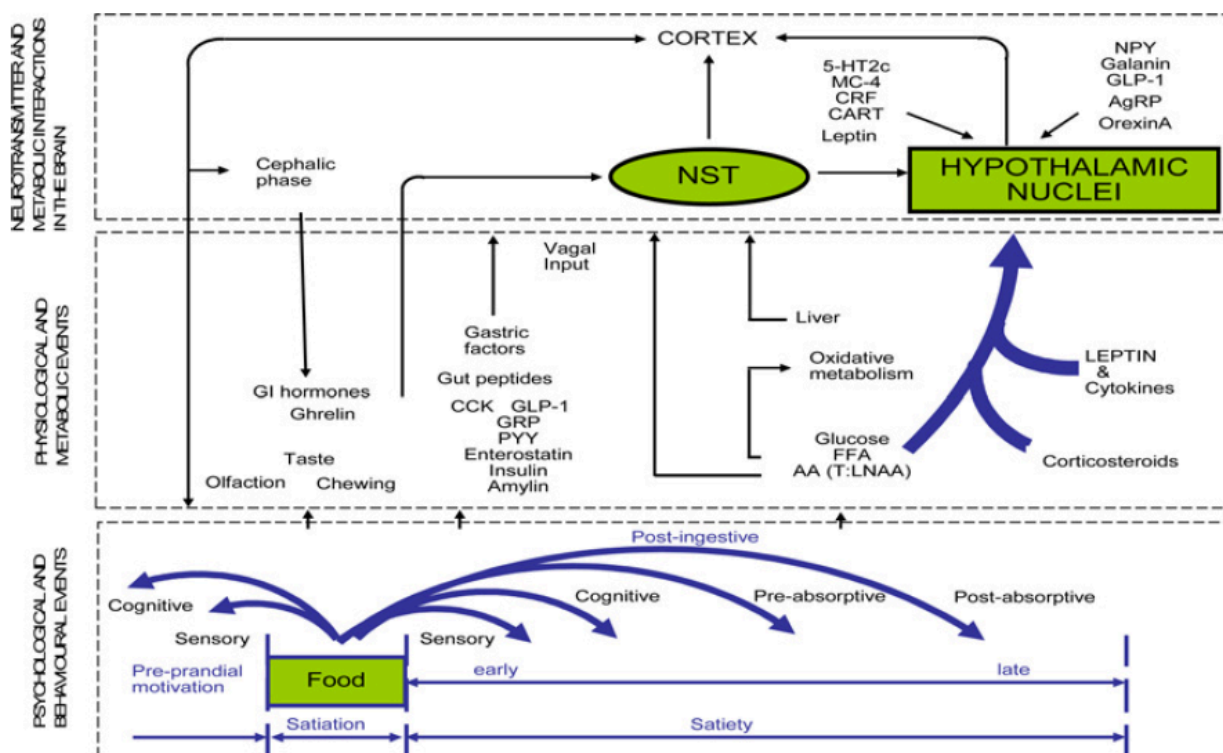 NEUROTRANSMITTER AND
METABOLIC INTERACTIONS
IN THE BRAIN
CORTEX
5-HT2c
MC-4
CRF
CART
Leptin
NPY
Galanin
GLP-1
AgRP
OrexinA
Cephalic
phase
NST
HYPOTHALAMIC
NUCLEI
PHYSIOLOGICAL AND
METABOLIC EVENTS
Vagal
Input
Gastric
factors
Gut peptides
CCK GLP-1
GRP
PYY
Enterostatin
Insulin
Amylin
GI hormones
Ghrelin
Taste
Olfaction
Chewing
Liver
Oxidative
metabolism
Glucose
FFA
AA (T:LNAA)
LEPTIN
&
Cytokines
Corticosteroids
PSYCHOLOGICAL AND
BEHAVIOURAL EVENTS
Post-ingestive
Cognitive
Sensory
Sensory
Cognitive
Pre-absorptive
Post-absorptive
Pre-prandial
motivation
Food
early
late
Satiation
Satiety